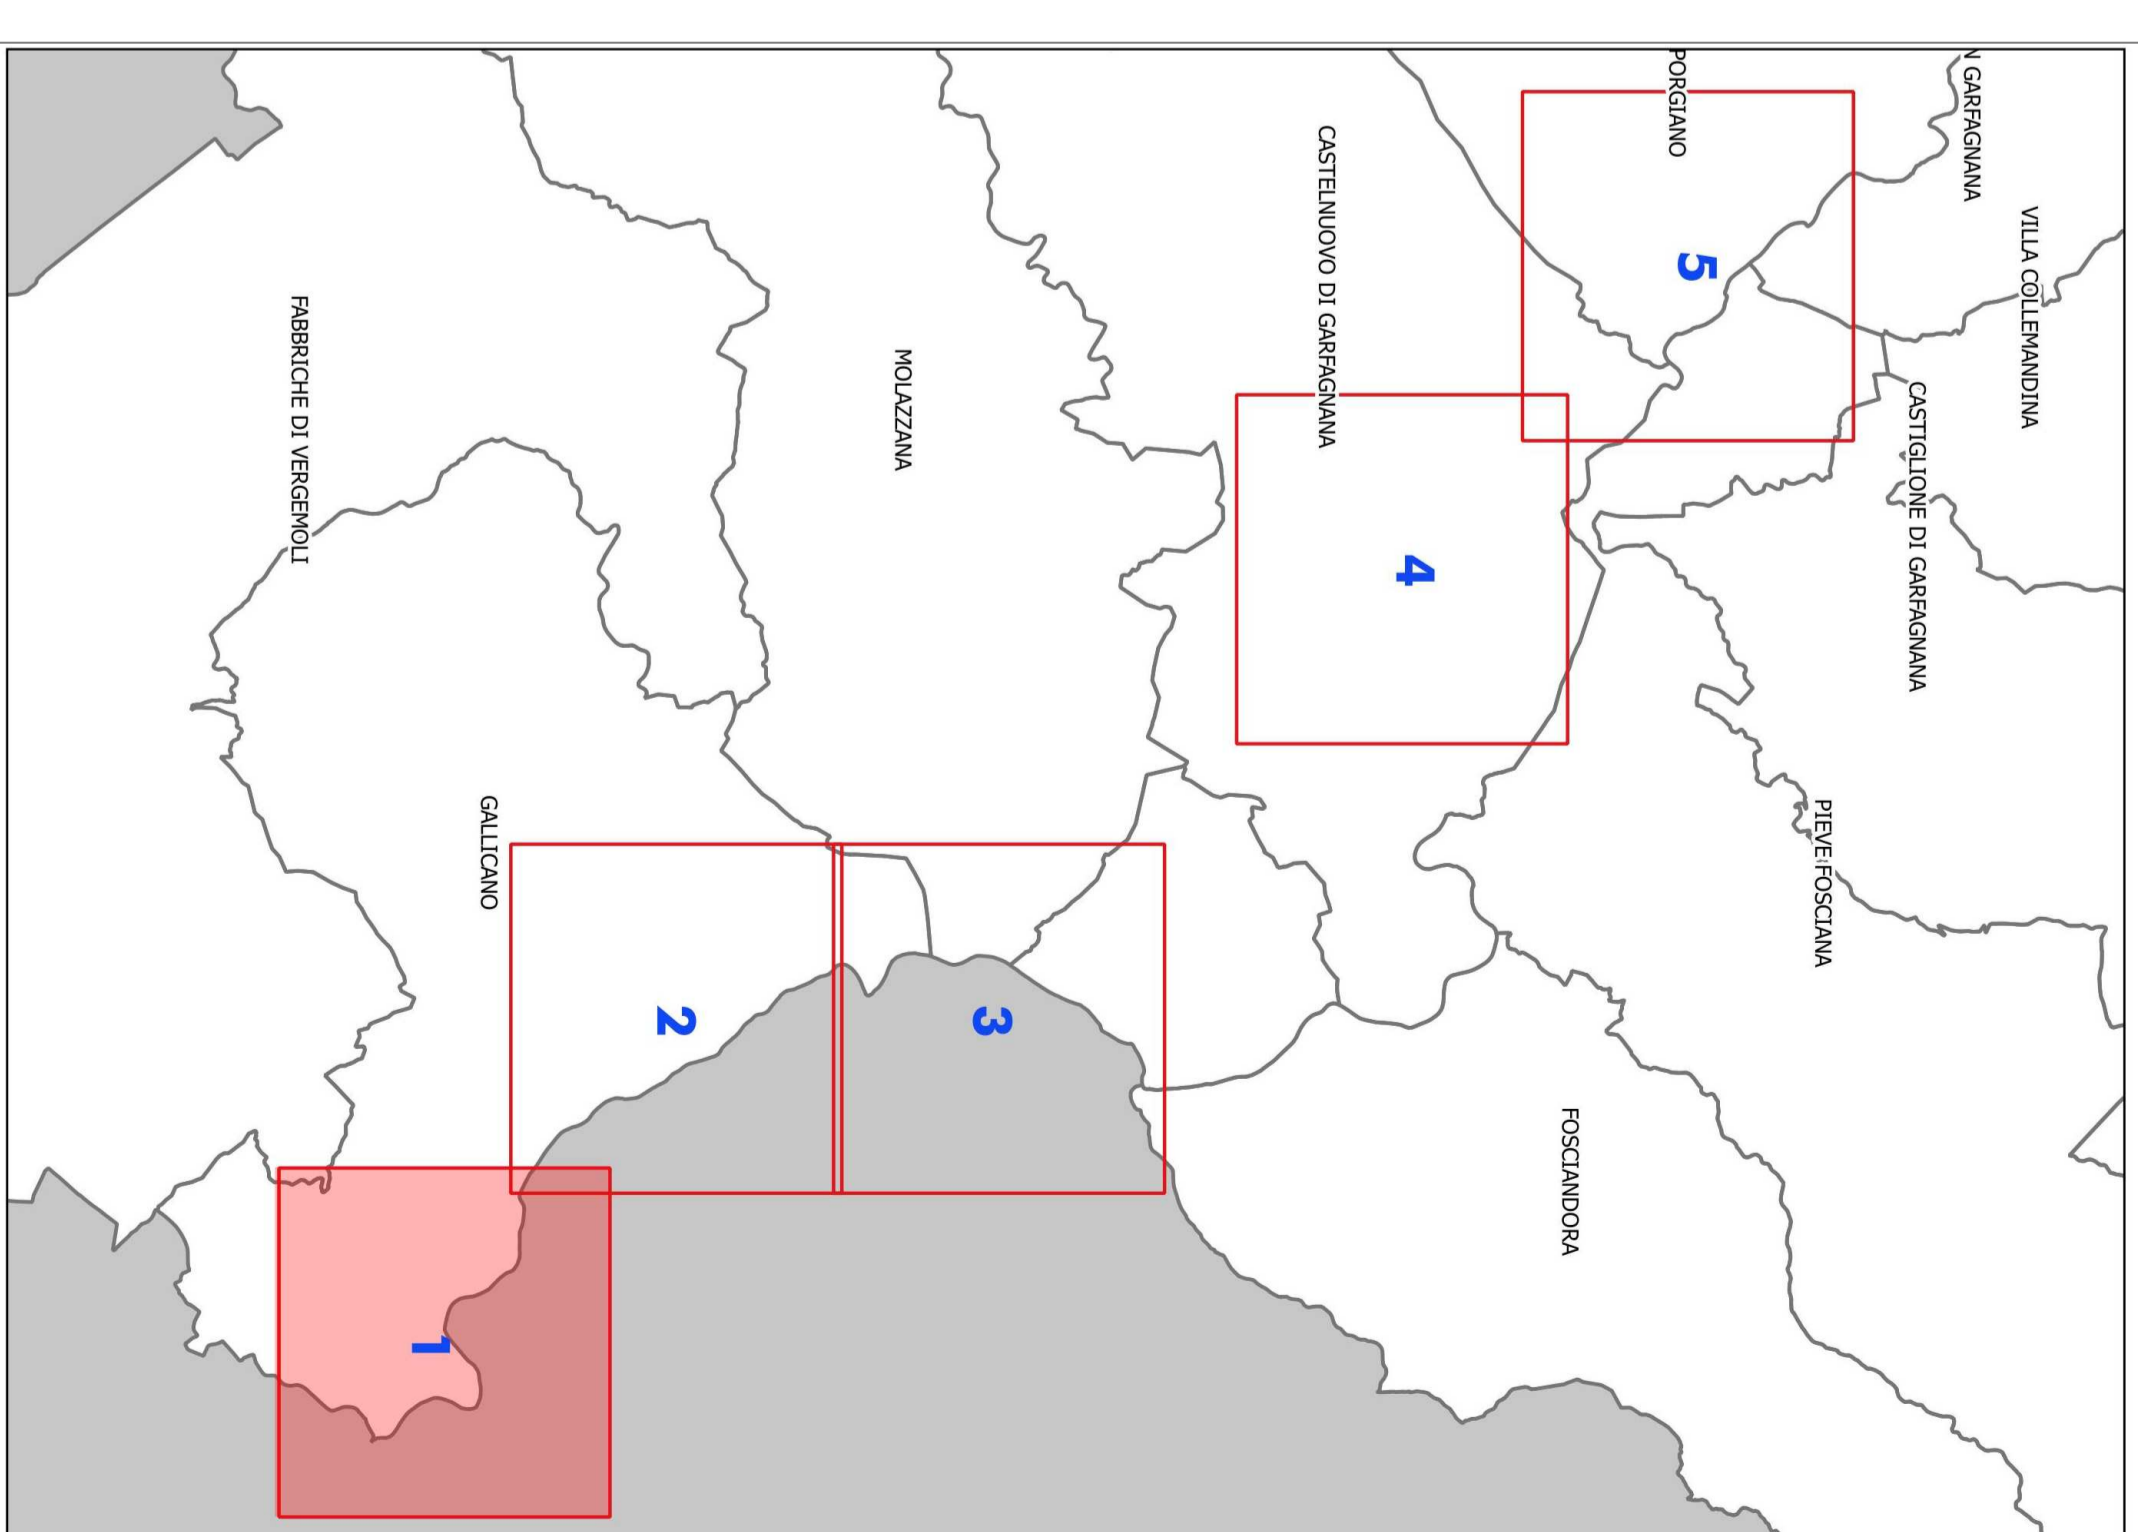 N GARFAGNANA
VILLA COLLEMANDINA
PORGIANO
CASTIGLIONE DI GARFAGNANA
5
CASTELNUOVO DI GARFAGNANA
4
PIEVE FOSCIANA
MOLAZZANA
FABBRICHE DI VERGEMOLI
GALLICANO
3
2
FOSCIANDORA
1